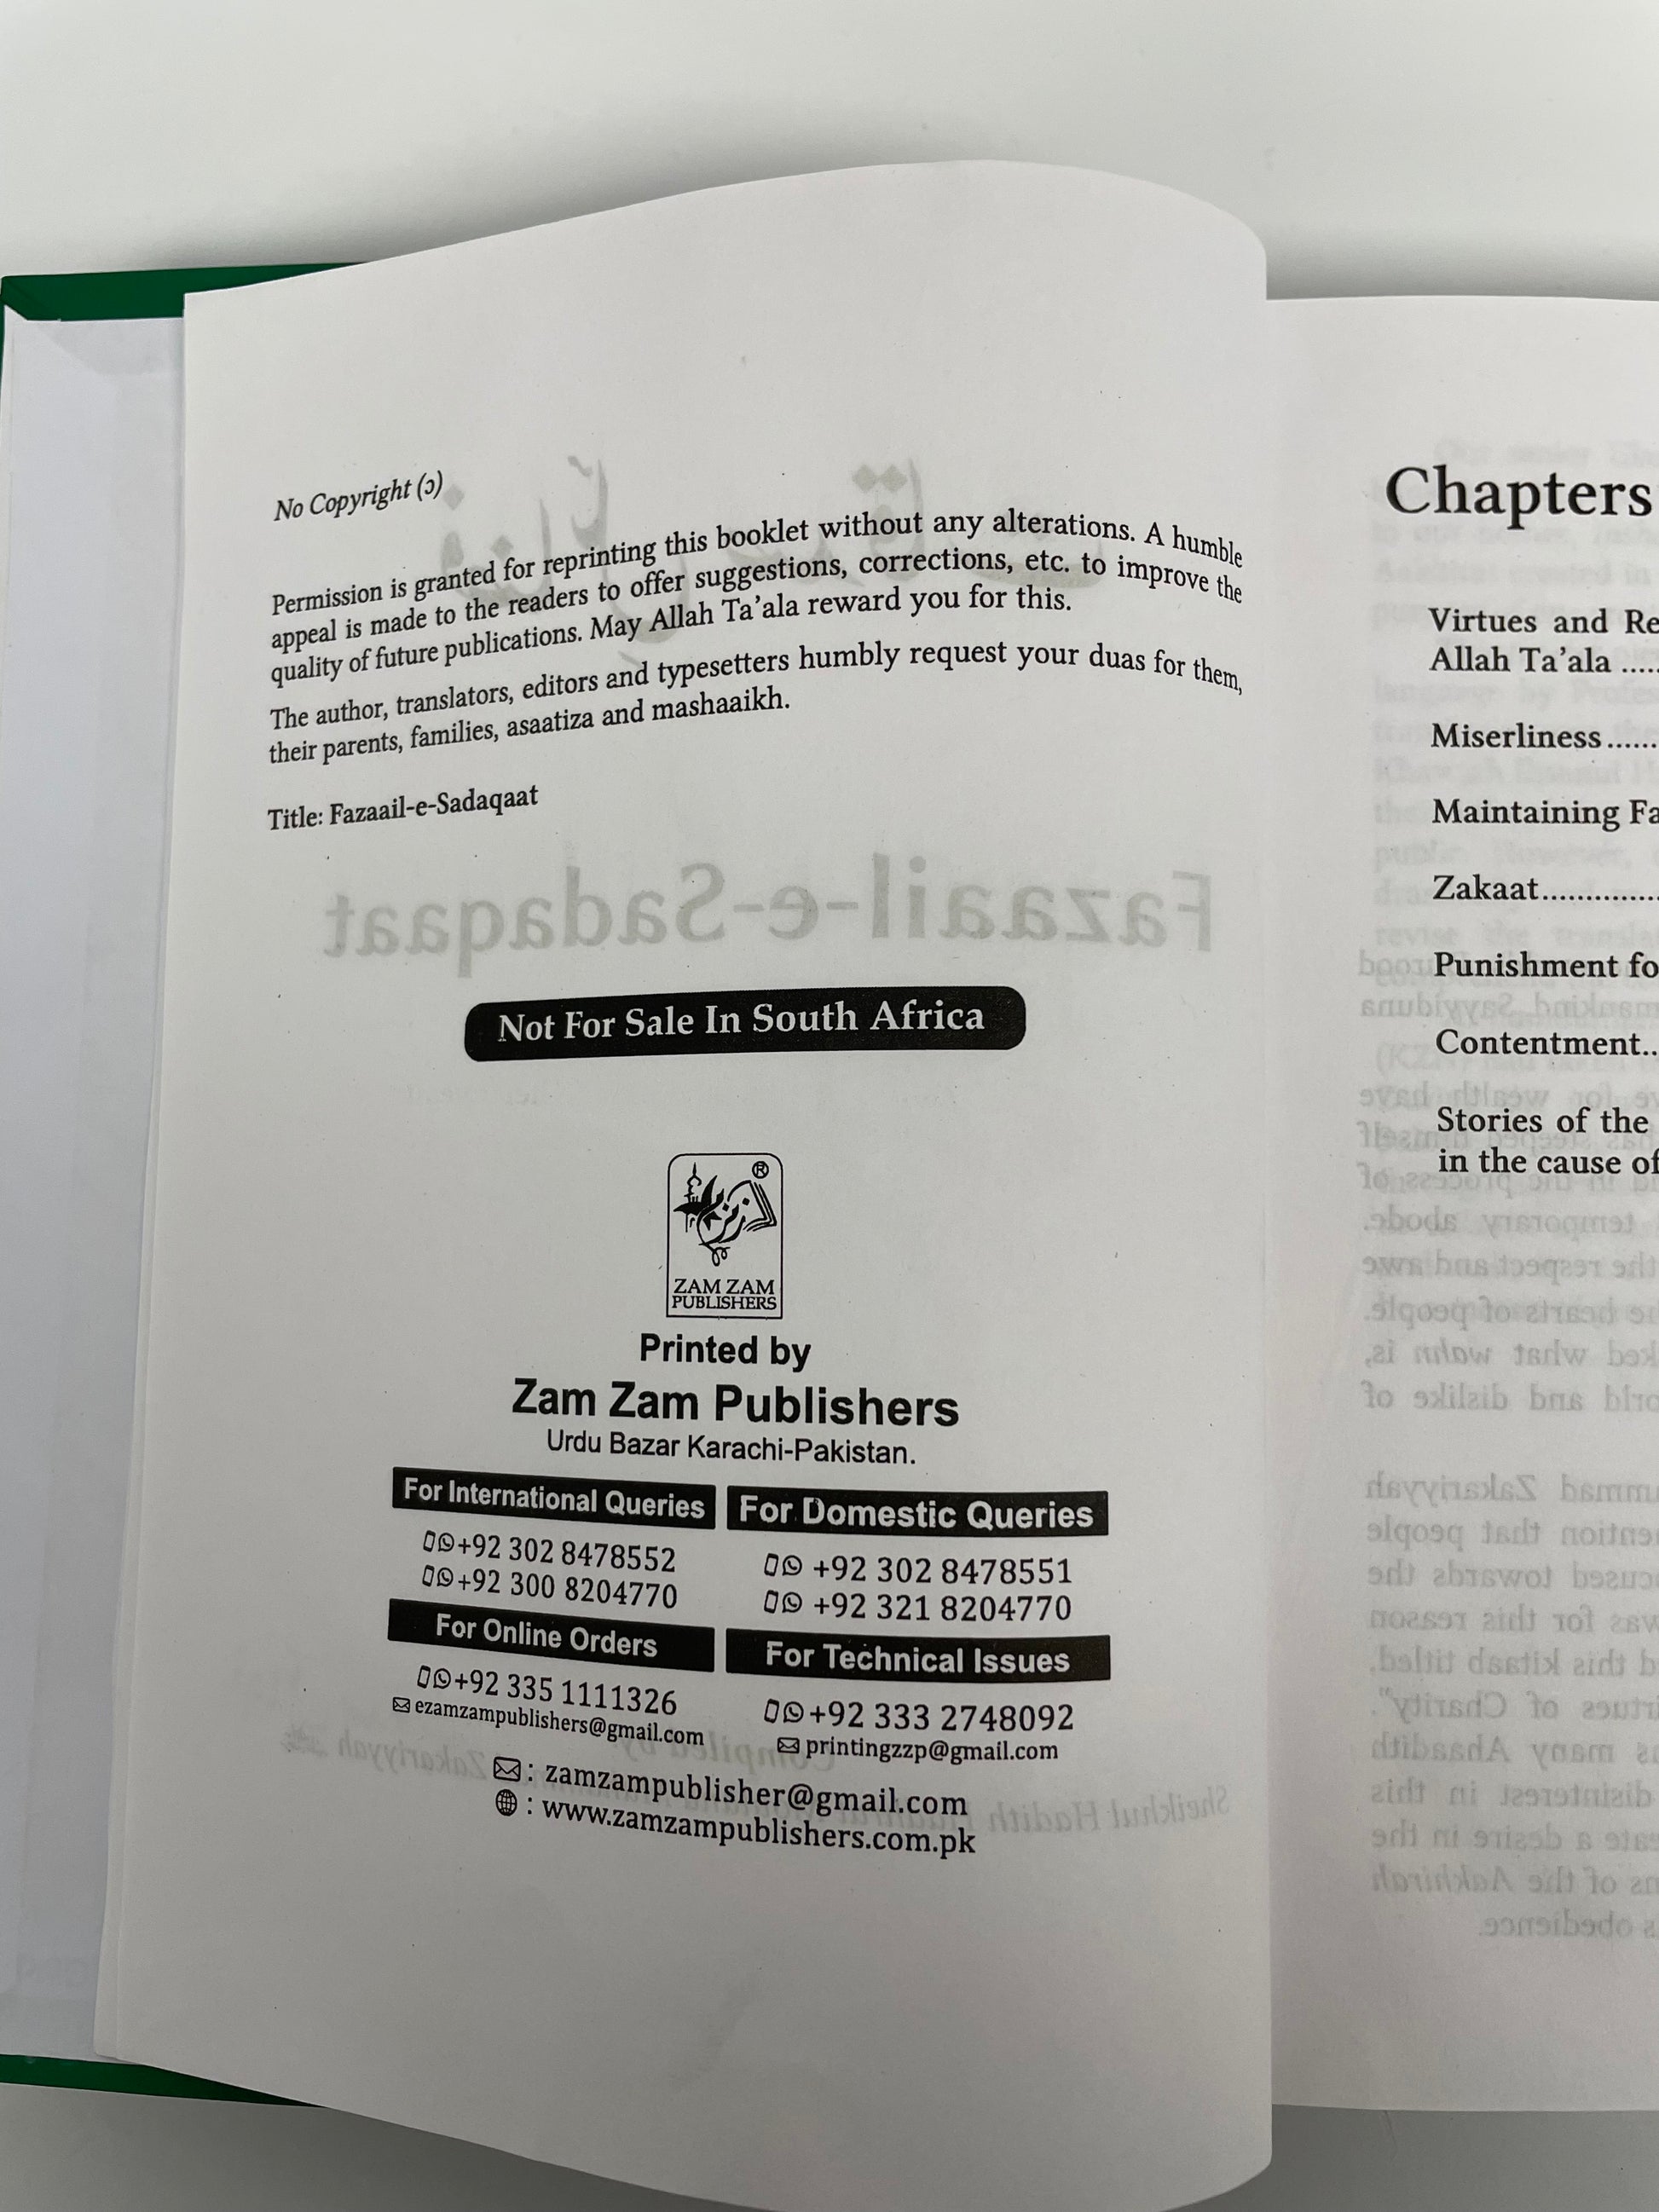 No Copyright (ɔ)
Permission is granted for reprinting this booklet without any alterations. A humble
appeal is made to the readers to offer suggestions, corrections, etc. to improve the
quality of future publications. May Allah Ta’ala reward you for this.
The author, translators, editors and typesetters humbly request your duas for them,
their parents, families, asaatiza and mashaaikh.
Title: Fazaail-e-Sadaqaat
Fazaail-e-Sadaqaat
Not For Sale In South Africa
®
ZAM ZAM
PUBLISHERS
Printed by
Zam Zam Publishers
Urdu Bazar Karachi-Pakistan.
For International Queries
+92 302 8478552
+92 300 8204770
For Domestic Queries
+92 302 8478551
+92 321 8204770
For Online Orders
+92 335 1111326
ezamzampublishers@gmail.com
For Technical Issues
+92 333 2748092
printingzzp@gmail.com
: zamzampublisher@gmail.com
: www.zamzampublishers.com.pk
Chapters
Virtues and Re
Allah Ta’ala .....
Miserliness......
Maintaining Fa
Zakaat.............
Punishment fo
Contentment..
Stories of the
in the cause of